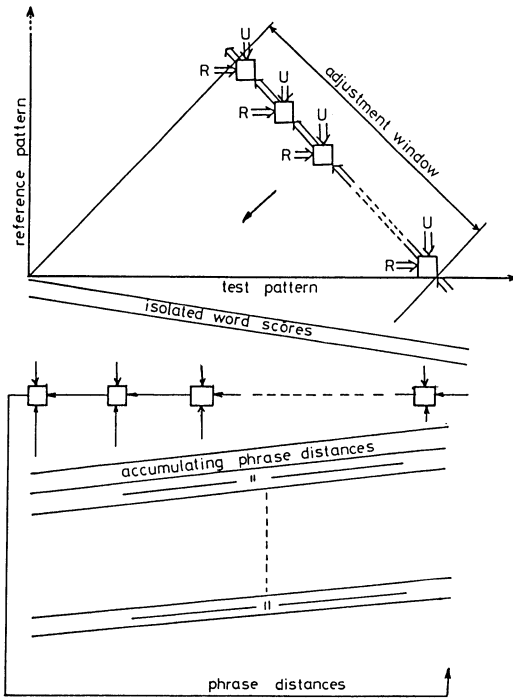 U
R
U
R
U
R
U
R
adjustment window
reference pattern
test pattern
isolated word scores
accumulating phrase distances
"
"
phrase distances